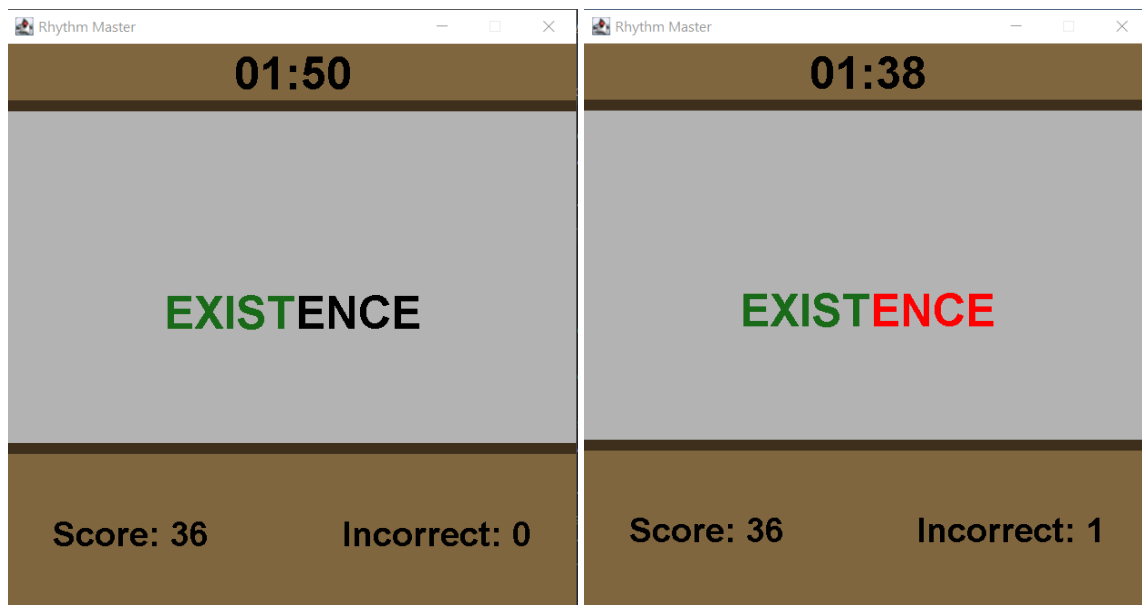 Rhythm Master
01:50
EXISTENCE
Score: 36 Incorrect: 0
Rhythm Master
01:38
EXISTENCE
Score: 36 Incorrect: 1